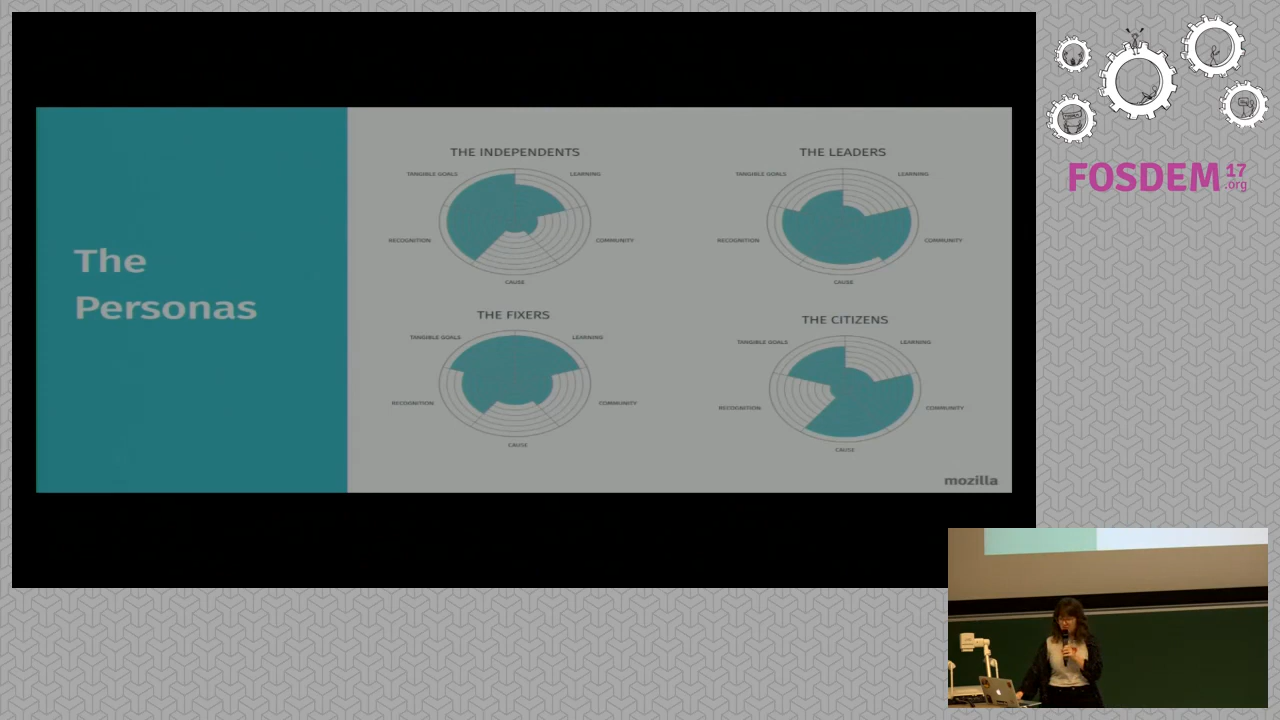 The
Personas
THE INDEPENDENTS
TANGIBLE GOALS
LEARNING
RECOGNITION
COMMUNITY
CAUSE
THE LEADERS
TANGIBLE GOALS
LEARNING
RECOGNITION
COMMUNITY
CAUSE
THE FIXERS
TANGIBLE GOALS
LEARNING
RECOGNITION
COMMUNITY
CAUSE
THE CITIZENS
TANGIBLE GOALS
LEARNING
RECOGNITION
COMMUNITY
CAUSE
mozilla
FOSDEM 17
.org